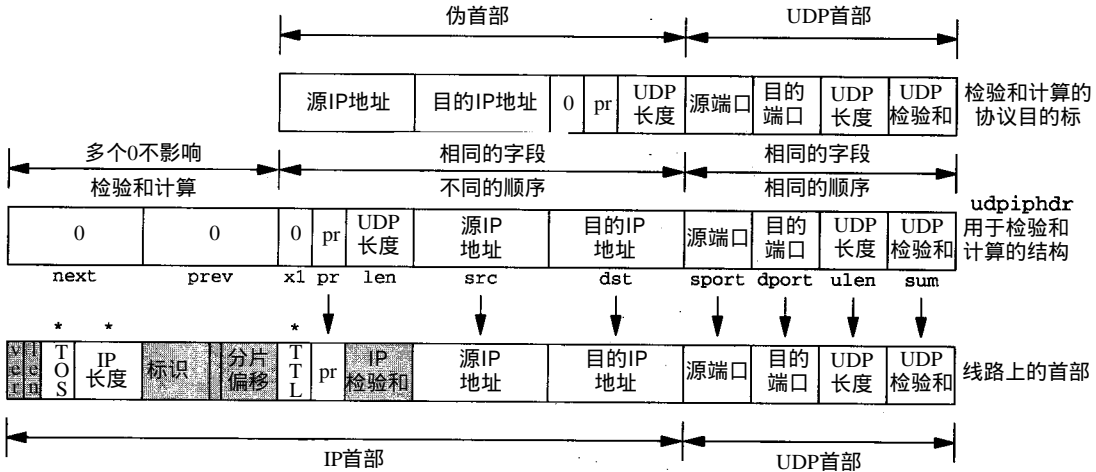 伪首部
UDP首部
源IP地址
目的IP地址
0
pr
UDP
长度
源端口
目的
端口
UDP
长度
UDP
检验和
检验和计算的
协议目的标
多个0不影响
检验和计算
相同的字段
不同的顺序
相同的字段
相同的顺序
0
0
0
pr
UDP
长度
源IP
地址
目的IP
地址
源端口
目的
端口
UDP
长度
UDP
检验和
udpiphdr
用于检验和
计算的结构
next
prev
x1
pr
len
src
dst
sport
dport
ulen
sum
*
*
*
ver
len
TOS
IP
长度
标识
分片
偏移
TTL
pr
IP
检验和
源IP
地址
目的IP
地址
源端口
目的
端口
UDP
长度
UDP
检验和
线路上的首部
IP首部
UDP首部